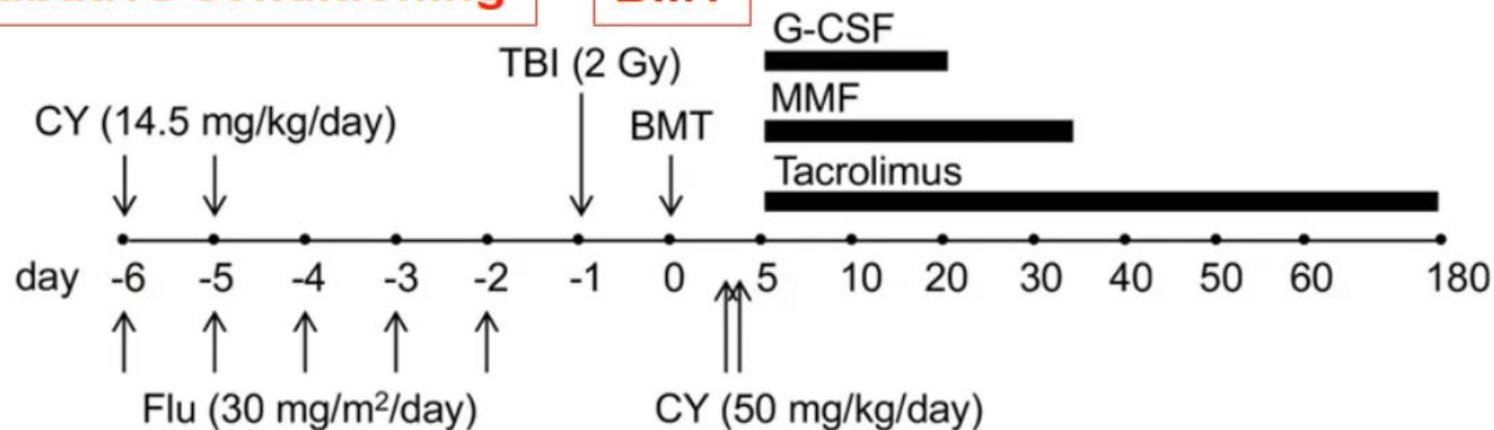 conditioning
BMT
G-CSF
TBI (2 Gy)
MMF
CY (14.5 mg/kg/day)
BMT
Tacrolimus
day -6 -5 -4 -3 -2 -1 0 5 10 20 30 40 50 60 180
Flu (30 mg/m²/day) CY (50 mg/kg/day)